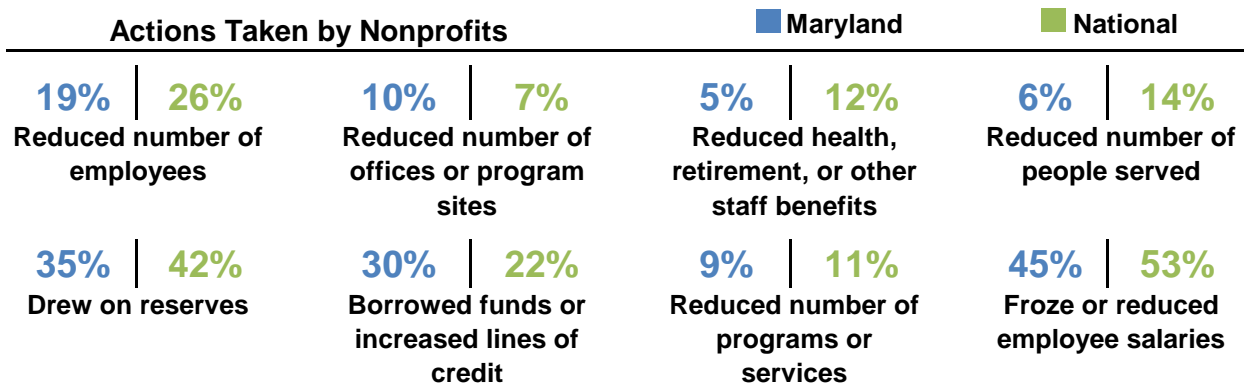 Actions Taken by Nonprofits
Maryland
National
19% 26%
Reduced number of
employees
10% 7%
Reduced number of
offices or program
sites
5% 12%
Reduced health,
retirement, or other
staff benefits
6% 14%
Reduced number of
people served
35% 42%
Drew on reserves
30% 22%
Borrowed funds or
increased lines of
credit
9% 11%
Reduced number of
programs or
services
45% 53%
Froze or reduced
employee salaries